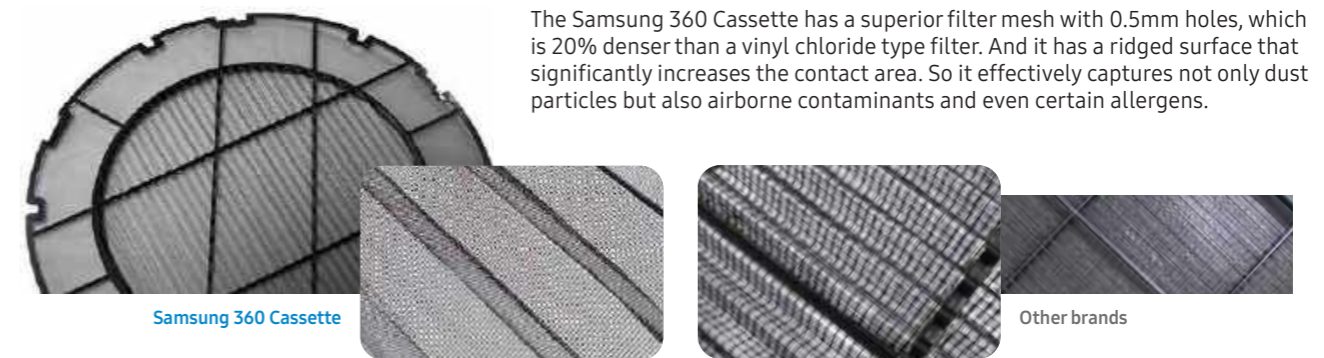 The Samsung 360 Cassette has a superior filter mesh with 0.5mm holes, which
is 20% denser than a vinyl chloride type filter. And it has a ridged surface that
significantly increases the contact area. So it effectively captures not only dust
particles but also airborne contaminants and even certain allergens.
Samsung 360 Cassette
Other brands